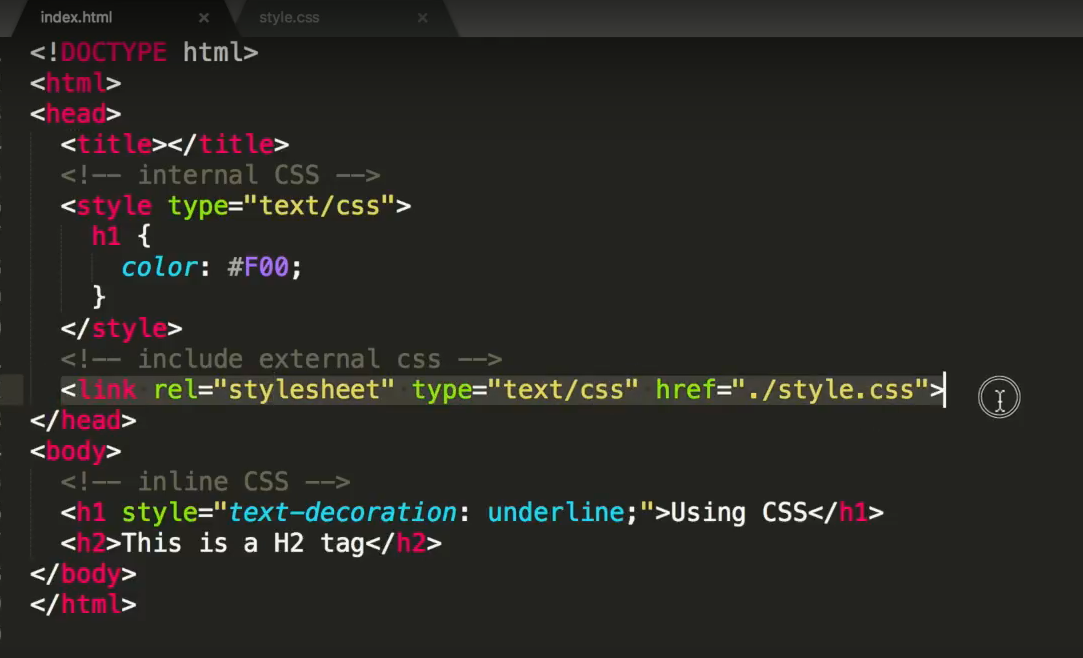 index.html × style.css ×
<!DOCTYPE html>
<html>
<head>
<title></title>
<!-- internal CSS -->
<style type="text/css">
h1 {
color: #F00;
}
</style>
<!-- include external css -->
<link rel="stylesheet" type="text/css" href="./style.css">
</head>
<body>
<!-- inline CSS -->
<h1 style="text-decoration: underline;">Using CSS</h1>
<h2>This is a H2 tag</h2>
</body>
</html>